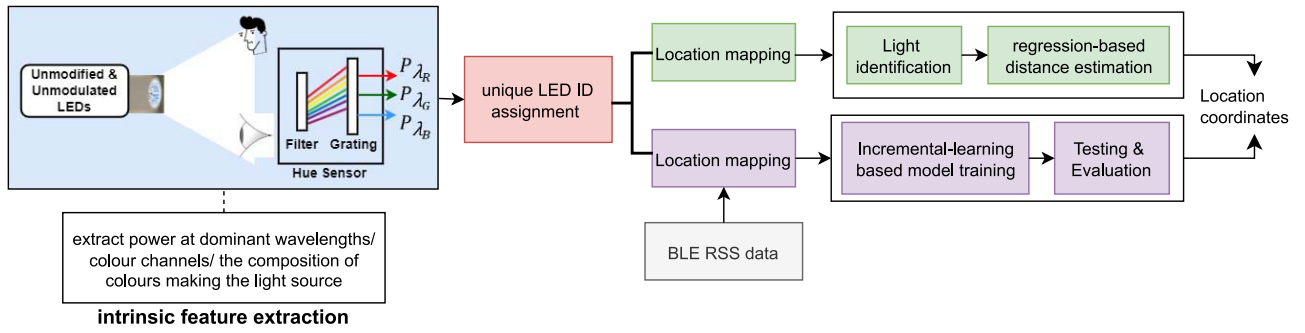 Unmodified &
Unmodulated
LEDs
Filter Grating
Hue Sensor
P λR
P λG
P λB
unique LED ID
assignment
Location mapping
Light
identification
regression-based
distance estimation
Location
coordinates
Location mapping
Incremental-learning
based model training
Testing &
Evaluation
BLE RSS data
extract power at dominant wavelengths/
colour channels/ the composition of
colours making the light source
intrinsic feature extraction